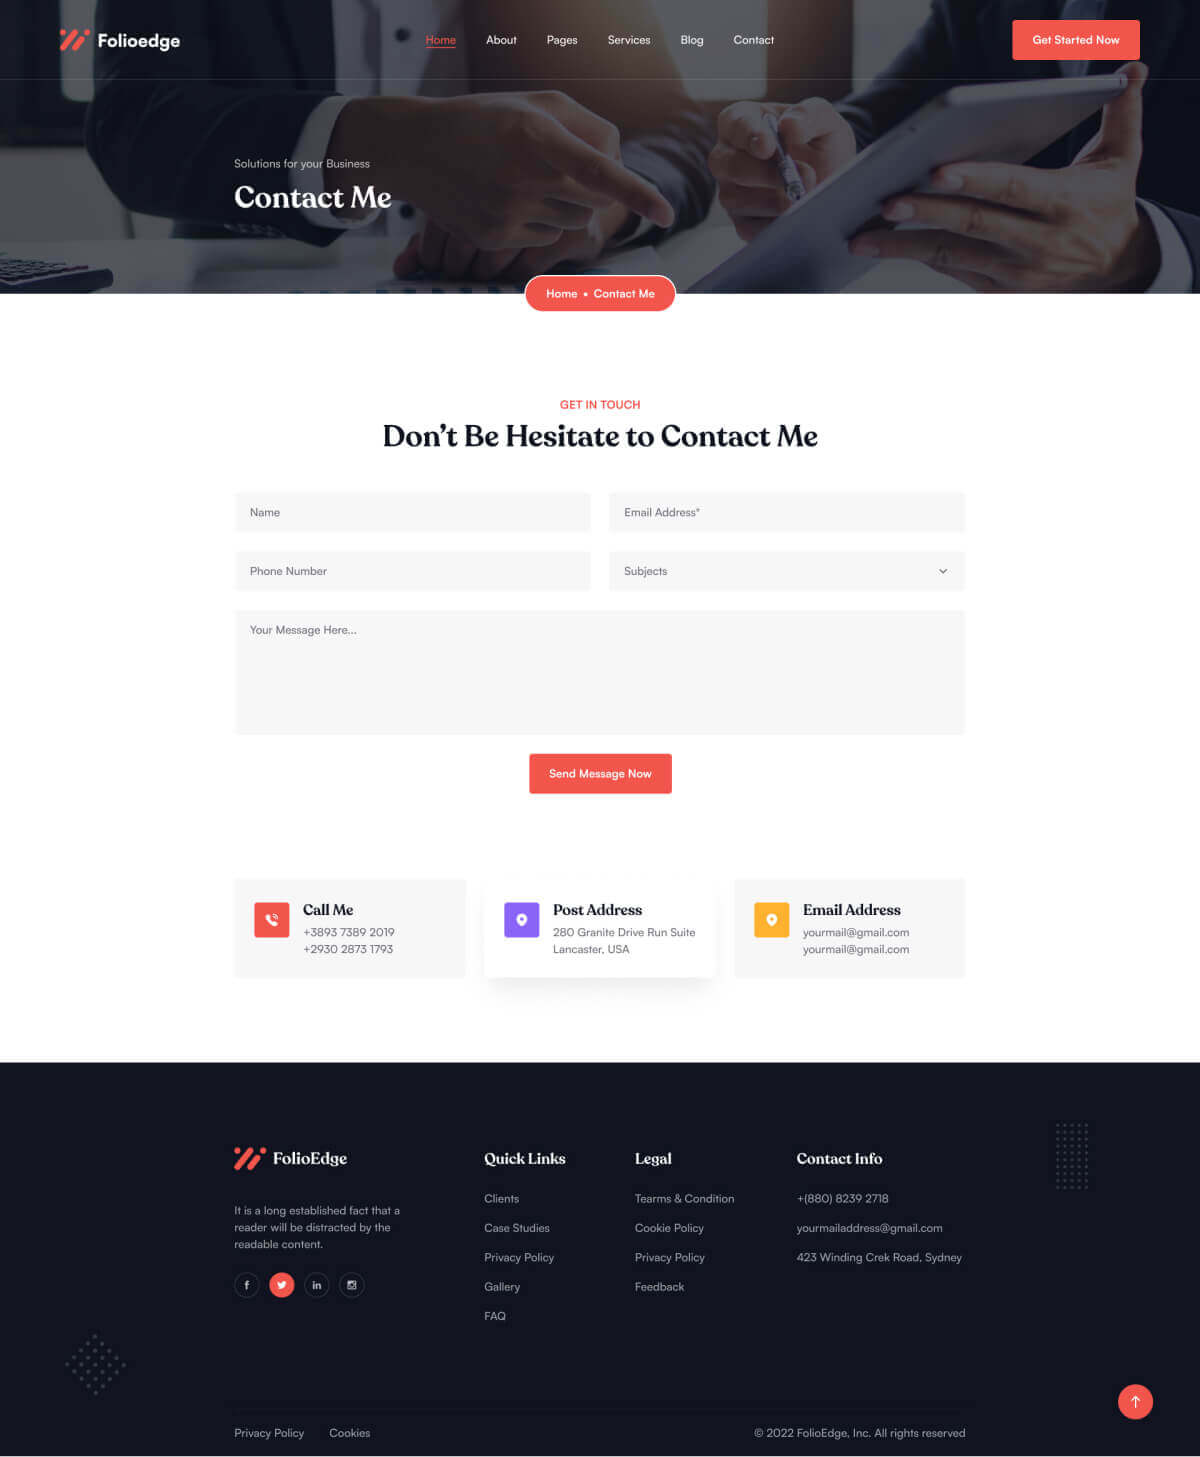 Folioedge
Home
About
Pages
Services
Blog
Contact
Get Started Now
Solutions for your Business
Contact Me
Home • Contact Me
GET IN TOUCH
Don't Be Hesitate to Contact Me
Name
Email Address*
Phone Number
Subjects
Your Message Here...
Send Message Now
Call Me
+3893 7389 2019
+2930 2873 1793
Post Address
280 Granite Drive Run Suite
Lancaster, USA
Email Address
yourmail@gmail.com
yourmail@gmail.com
FolioEdge
It is a long established fact that a
reader will be distracted by the
readable content.
Quick Links
Clients
Case Studies
Privacy Policy
Gallery
FAQ
Legal
Tearms & Condition
Cookie Policy
Privacy Policy
Feedback
Contact Info
+(880) 8239 2718
yourmailaddress@gmail.com
423 Winding Crek Road, Sydney
Privacy Policy
Cookies
© 2022 FolioEdge, Inc. All rights reserved